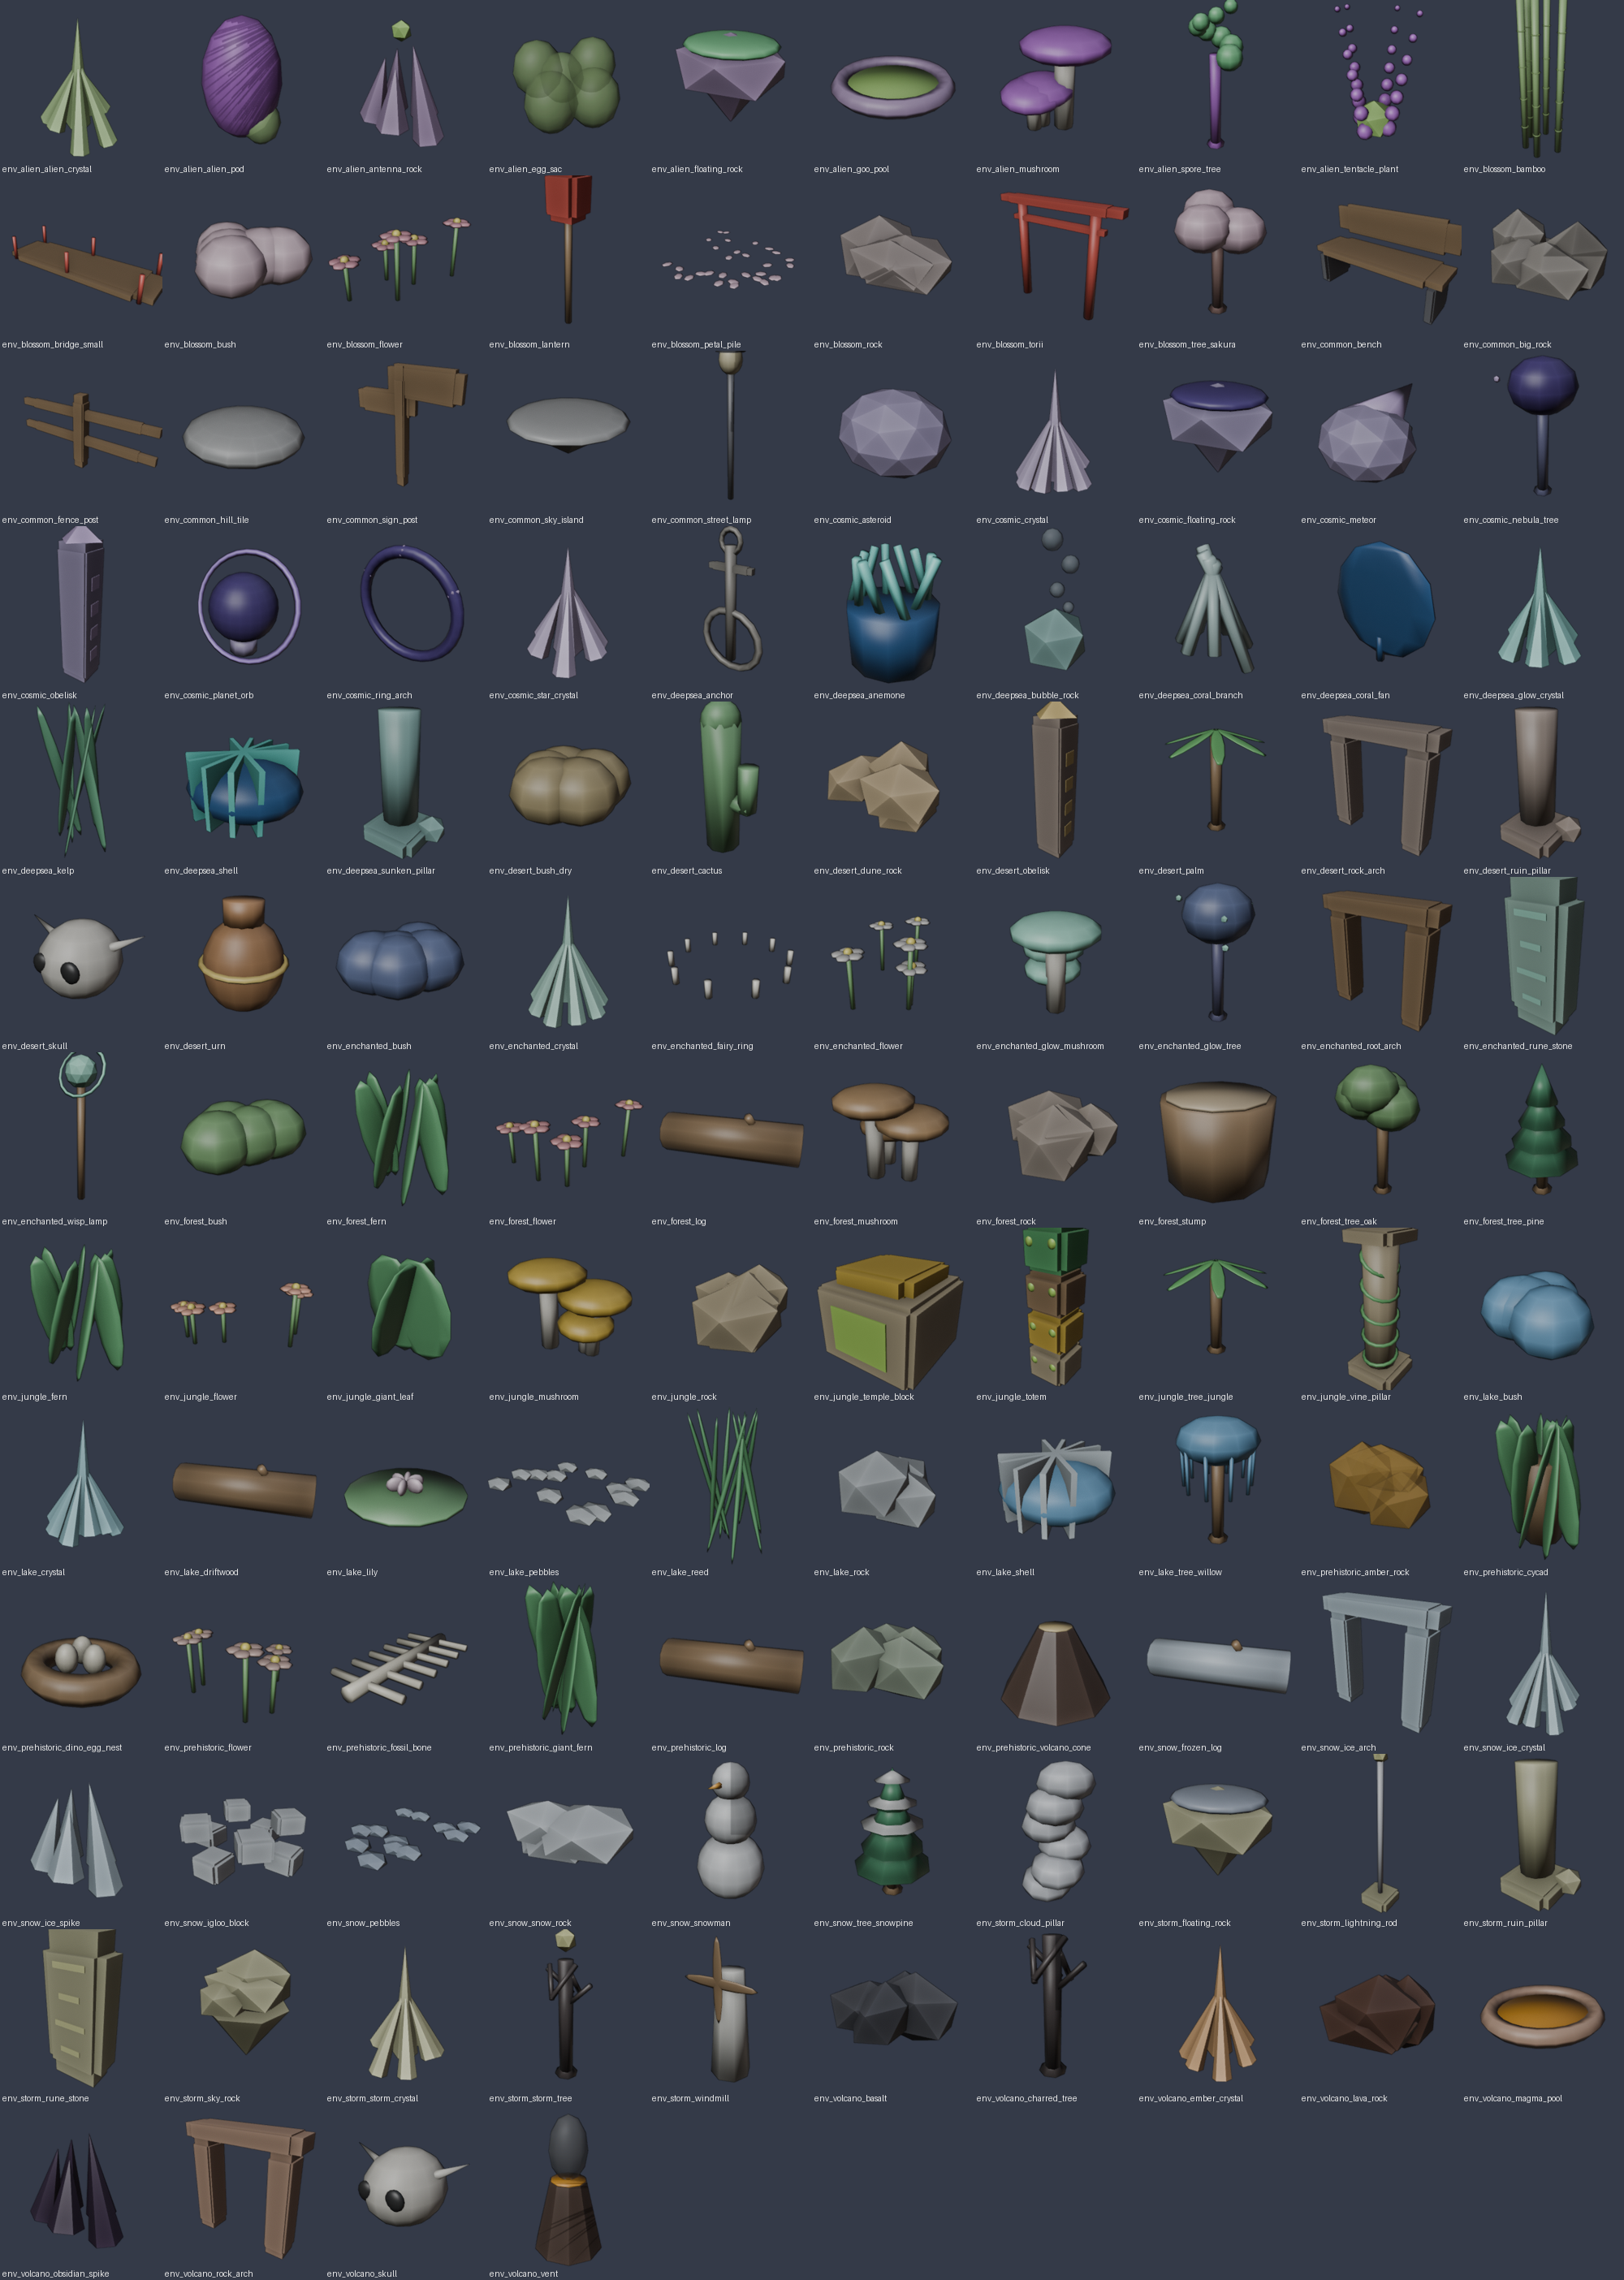 env_alien_alien_crystal
env_alien_alien_pod
env_alien_antenna_rock
env_alien_egg_sac
env_alien_floating_rock
env_alien_goo_pool
env_alien_mushroom
env_alien_spore_tree
env_alien_tentacle_plant
env_blossom_bamboo
env_blossom_bridge_small
env_blossom_bush
env_blossom_flower
env_blossom_lantern
env_blossom_petal_pile
env_blossom_rock
env_blossom_torii
env_blossom_tree_sakura
env_common_bench
env_common_big_rock
env_common_fence_post
env_common_hill_tile
env_common_sign_post
env_common_sky_island
env_common_street_lamp
env_cosmic_asteroid
env_cosmic_crystal
env_cosmic_floating_rock
env_cosmic_meteor
env_cosmic_nebula_tree
env_cosmic_obelisk
env_cosmic_planet_orb
env_cosmic_ring_arch
env_cosmic_star_crystal
env_deepsea_anchor
env_deepsea_anemone
env_deepsea_bubble_rock
env_deepsea_coral_branch
env_deepsea_coral_fan
env_deepsea_glow_crystal
env_deepsea_kelp
env_deepsea_shell
env_deepsea_sunken_pillar
env_desert_bush_dry
env_desert_cactus
env_desert_dune_rock
env_desert_obelisk
env_desert_palm
env_desert_rock_arch
env_desert_ruin_pillar
env_desert_skull
env_desert_urn
env_enchanted_bush
env_enchanted_crystal
env_enchanted_fairy_ring
env_enchanted_flower
env_enchanted_glow_mushroom
env_enchanted_glow_tree
env_enchanted_root_arch
env_enchanted_rune_stone
env_enchanted_wisp_lamp
env_forest_bush
env_forest_fern
env_forest_flower
env_forest_log
env_forest_mushroom
env_forest_rock
env_forest_stump
env_forest_tree_oak
env_forest_tree_pine
env_jungle_fern
env_jungle_flower
env_jungle_giant_leaf
env_jungle_mushroom
env_jungle_rock
env_jungle_temple_block
env_jungle_totem
env_jungle_tree_jungle
env_jungle_vine_pillar
env_lake_bush
env_lake_crystal
env_lake_driftwood
env_lake_lily
env_lake_pebbles
env_lake_reed
env_lake_rock
env_lake_shell
env_lake_tree_willow
env_prehistoric_amber_rock
env_prehistoric_cycad
env_prehistoric_dino_egg_nest
env_prehistoric_flower
env_prehistoric_fossil_bone
env_prehistoric_giant_fern
env_prehistoric_log
env_prehistoric_rock
env_prehistoric_volcano_cone
env_snow_frozen_log
env_snow_ice_arch
env_snow_ice_crystal
env_snow_ice_spike
env_snow_igloo_block
env_snow_pebbles
env_snow_snow_rock
env_snow_snowman
env_snow_tree_snowpine
env_storm_cloud_pillar
env_storm_floating_rock
env_storm_lightning_rod
env_storm_ruin_pillar
env_storm_rune_stone
env_storm_sky_rock
env_storm_storm_crystal
env_storm_storm_tree
env_storm_windmill
env_volcano_basalt
env_volcano_charred_tree
env_volcano_ember_crystal
env_volcano_lava_rock
env_volcano_magma_pool
env_volcano_obsidian_spike
env_volcano_rock_arch
env_volcano_skull
env_volcano_vent